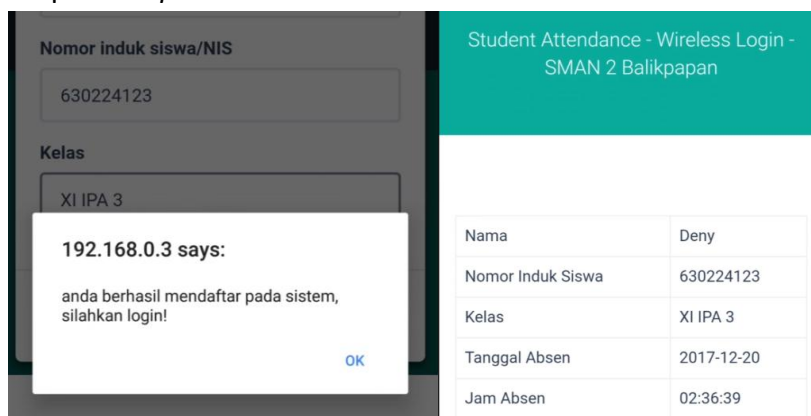 Nomor induk siswa/NIS
630224123
Kelas
XI IPA 3
192.168.0.3 says:
anda berhasil mendaftar pada sistem,
silahkan login!
OK
Student Attendance - Wireless Login -
SMAN 2 Balikpapan
Nama Deny
Nomor Induk Siswa 630224123
Kelas XI IPA 3
Tanggal Absen 2017-12-20
Jam Absen 02:36:39